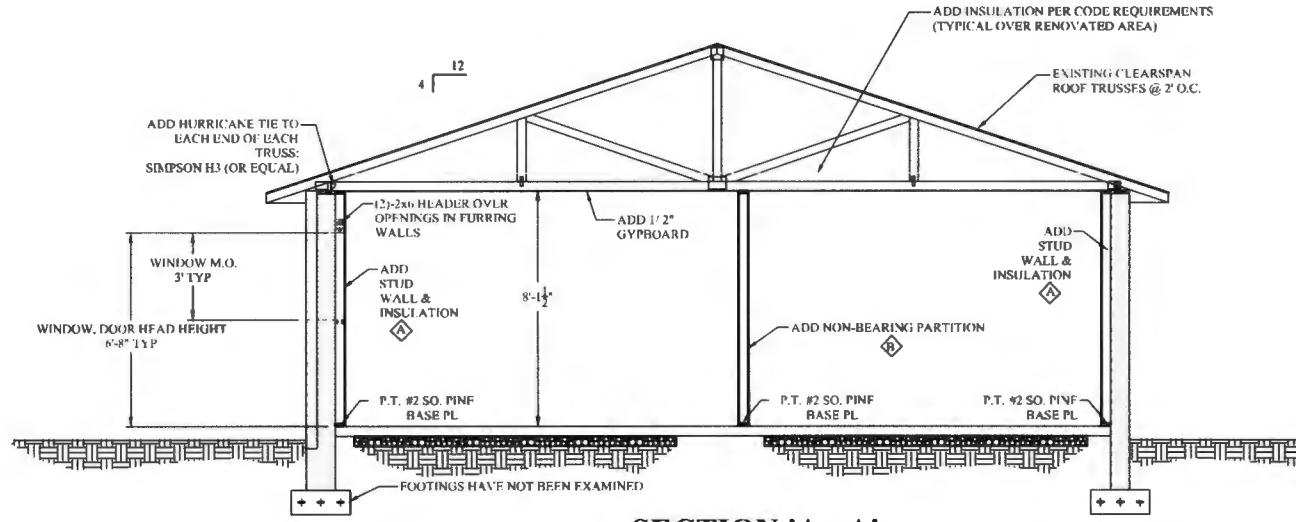 ADD INSULATION PER CODE REQUIREMENTS
(TYPICAL OVER RENOVATED AREA)
12
4
EXISTING CLEARSPAN
ROOF TRUSSES @ 2' O.C.
ADD HURRICANE TIE TO
EACH END OF EACH
TRUSS:
SIMPSON H3 (OR EQUAL)
(2)-2x6 HEADER OVER
OPENINGS IN FURRING
WALLS
ADD 1/2"
GYPBOARD
WINDOW M.O.
3' TYP
ADD
STUD
WALL &
INSULATION
A
8'-1½"
ADD
STUD
WALL &
INSULATION
A
WINDOW, DOOR HEAD HEIGHT
6'-8" TYP
ADD NON-BEARING PARTITION
B
P.T. #2 SO. PINE
BASE PL
P.T. #2 SO. PINE
BASE PL
P.T. #2 SO. PINE
BASE PL
FOOTINGS HAVE NOT BEEN EXAMINED
SECTION 'A - A'